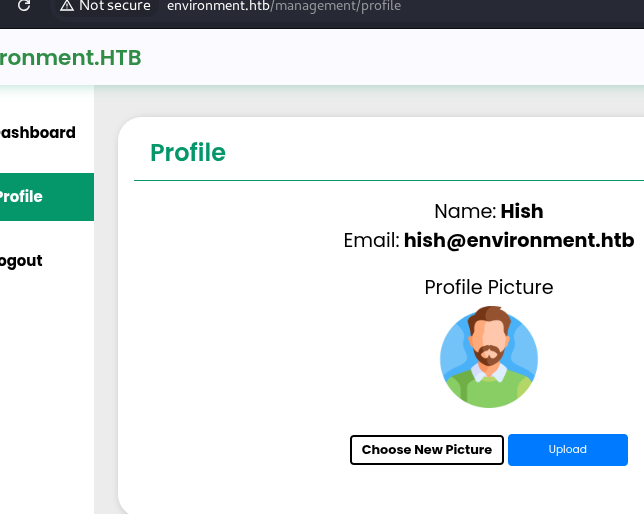 Not secure environment.htb/management/profile
ronment.HTB
Dashboard
Profile
ogout
Profile
Name: Hish
Email: hish@environment.htb
Profile Picture
Choose New Picture Upload